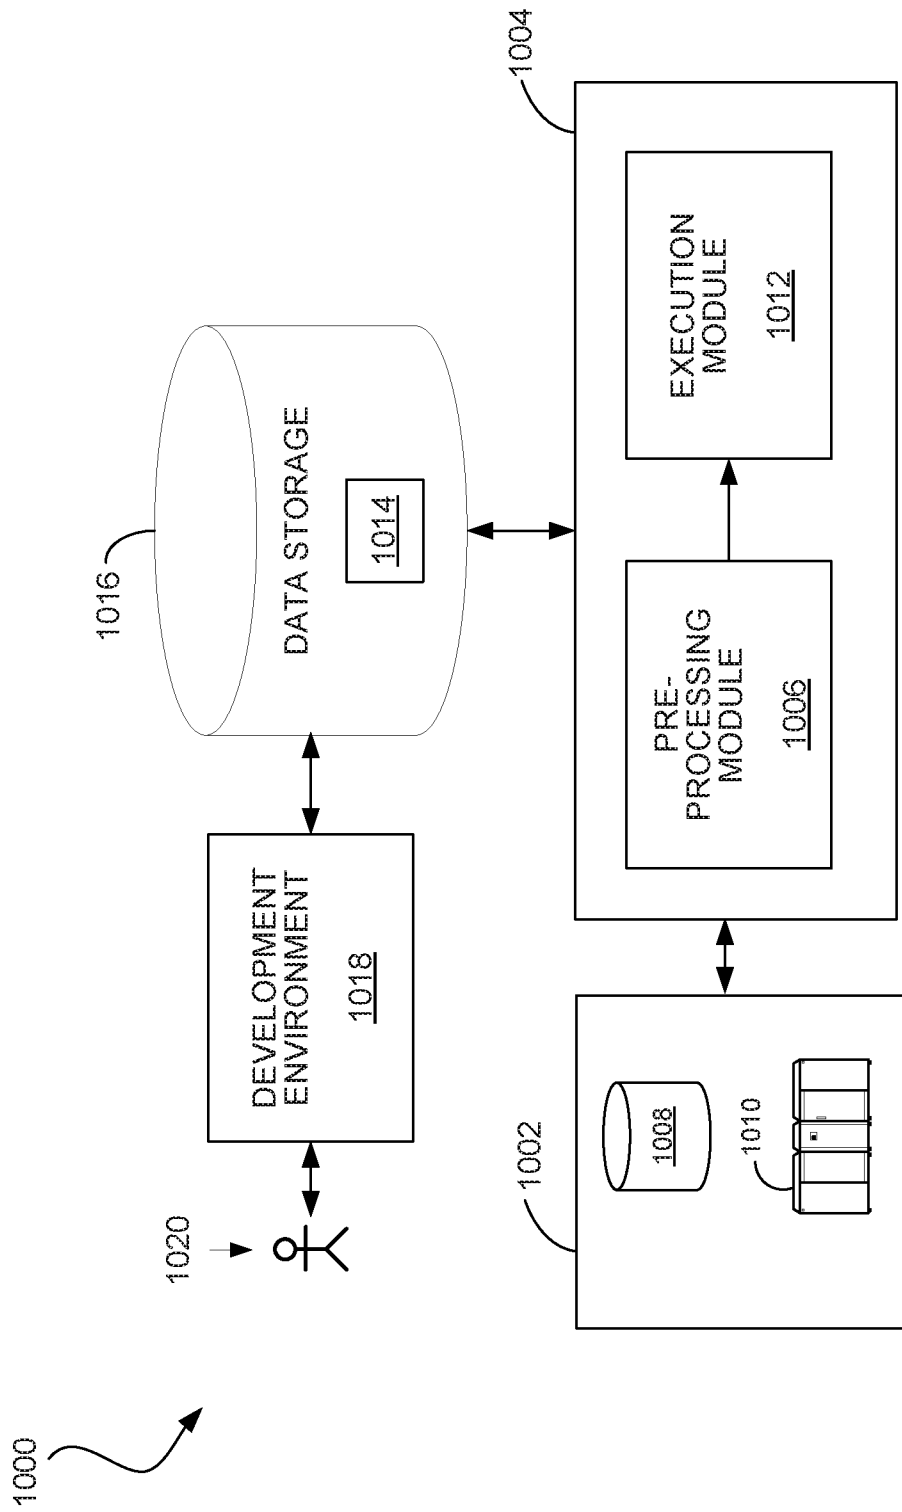 1000
1020
DEVELOPMENT
ENVIRONMENT
1018
1016
DATA STORAGE
1014
1002
1008
1010
1004
PRE-
PROCESSING
MODULE
1006
EXECUTION
MODULE
1012